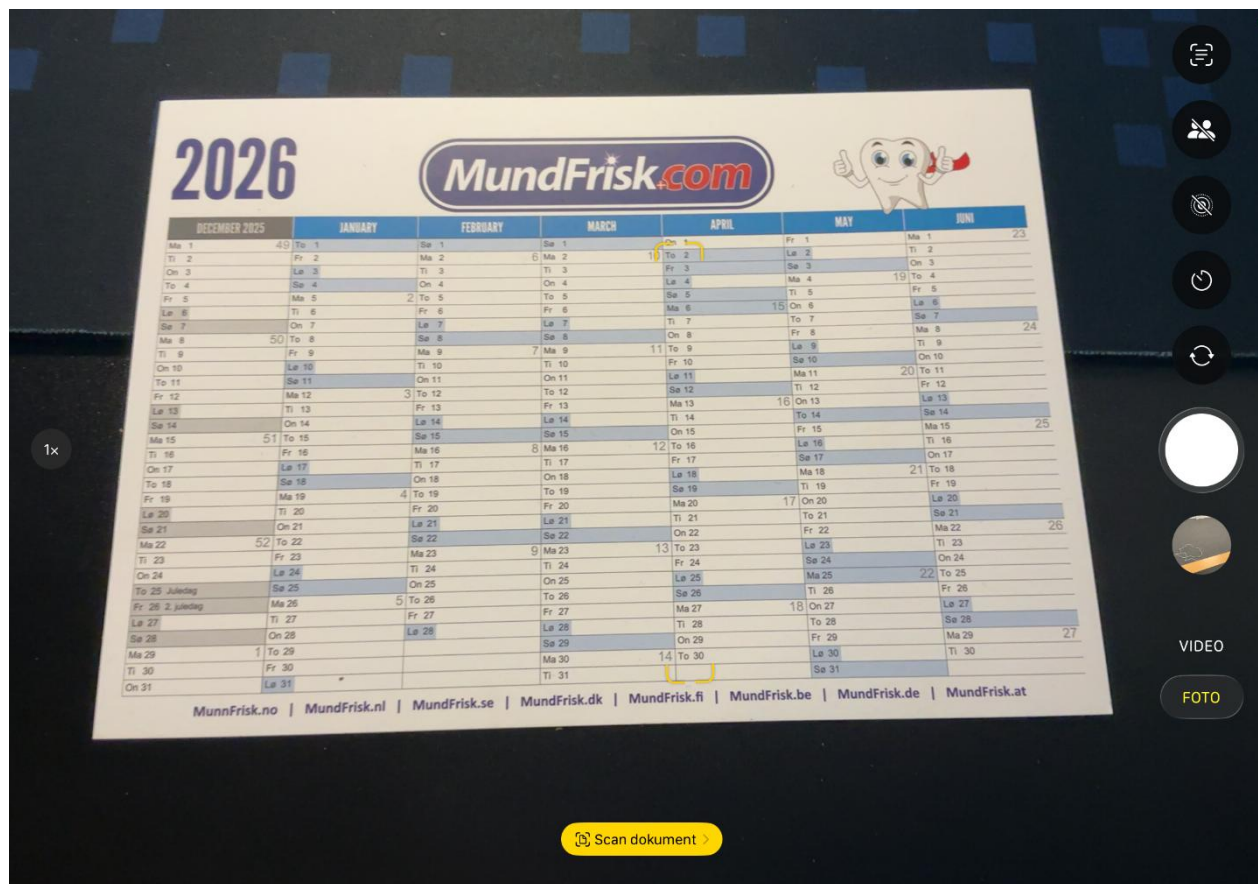 2026
MundFrisk.com
DECEMBER 2025 JANUARY FEBRUARY MARCH APRIL MAY JUNI
Ma 1 49 To 1 Sø 1 Sø 1 On 1 Fr 1 Ma 1 23
Ti 2 Fr 2 Ma 2 6 Ma 2 10 To 2 Lø 2 Ti 2
On 3 Lø 3 Ti 3 Ti 3 Fr 3 Sø 3 On 3
To 4 Sø 4 On 4 On 4 Lø 4 Ma 4 19 To 4
Fr 5 Ma 5 2 To 5 To 5 Sø 5 Ti 5 Fr 5
Lø 6 Ti 6 Fr 6 Fr 6 Ma 6 15 On 6 Lø 6
Sø 7 On 7 Lø 7 Lø 7 Ti 7 To 7 Sø 7
Ma 8 50 To 8 Sø 8 Sø 8 On 8 Fr 8 Ma 8 24
Ti 9 Fr 9 Ma 9 7 Ma 9 11 To 9 Lø 9 Ti 9
On 10 Lø 10 Ti 10 Ti 10 Fr 10 Sø 10 On 10
To 11 Sø 11 On 11 On 11 Lø 11 Ma 11 20 To 11
Fr 12 Ma 12 3 To 12 To 12 Sø 12 Ti 12 Fr 12
Lø 13 Ti 13 Fr 13 Fr 13 Ma 13 16 On 13 Lø 13
Sø 14 On 14 Lø 14 Lø 14 Ti 14 To 14 Sø 14
Ma 15 51 To 15 Sø 15 Sø 15 On 15 Fr 15 Ma 15 25
Ti 16 Fr 16 Ma 16 8 Ma 16 12 To 16 Lø 16 Ti 16
On 17 Lø 17 Ti 17 Ti 17 Fr 17 Sø 17 On 17
To 18 Sø 18 On 18 On 18 Lø 18 Ma 18 21 To 18
Fr 19 Ma 19 4 To 19 To 19 Sø 19 Ti 19 Fr 19
Lø 20 Ti 20 Fr 20 Fr 20 Ma 20 17 On 20 Lø 20
Sø 21 On 21 Lø 21 Lø 21 Ti 21 To 21 Sø 21
Ma 22 52 To 22 Sø 22 Sø 22 On 22 Fr 22 Ma 22 26
Ti 23 Fr 23 Ma 23 9 Ma 23 13 To 23 Lø 23 Ti 23
On 24 Lø 24 Ti 24 Ti 24 Fr 24 Sø 24 On 24
To 25 Juledag Sø 25 On 25 On 25 Lø 25 Ma 25 22 To 25
Fr 26 2. juledag Ma 26 5 To 26 To 26 Sø 26 Ti 26 Fr 26
Lø 27 Ti 27 Fr 27 Fr 27 Ma 27 18 On 27 Lø 27
Sø 28 On 28 Lø 28 Lø 28 Ti 28 To 28 Sø 28
Ma 29 1 To 29 Sø 29 On 29 Fr 29 Ma 29 27
Ti 30 Fr 30 Ma 30 14 To 30 Lø 30 Ti 30
On 31 Lø 31 Ti 31 Sø 31
MunnFrisk.no | MundFrisk.nl | MundFrisk.se | MundFrisk.dk | MundFrisk.fi | MundFrisk.be | MundFrisk.de | MundFrisk.at
1x
VIDEO
FOTO
Scan dokument